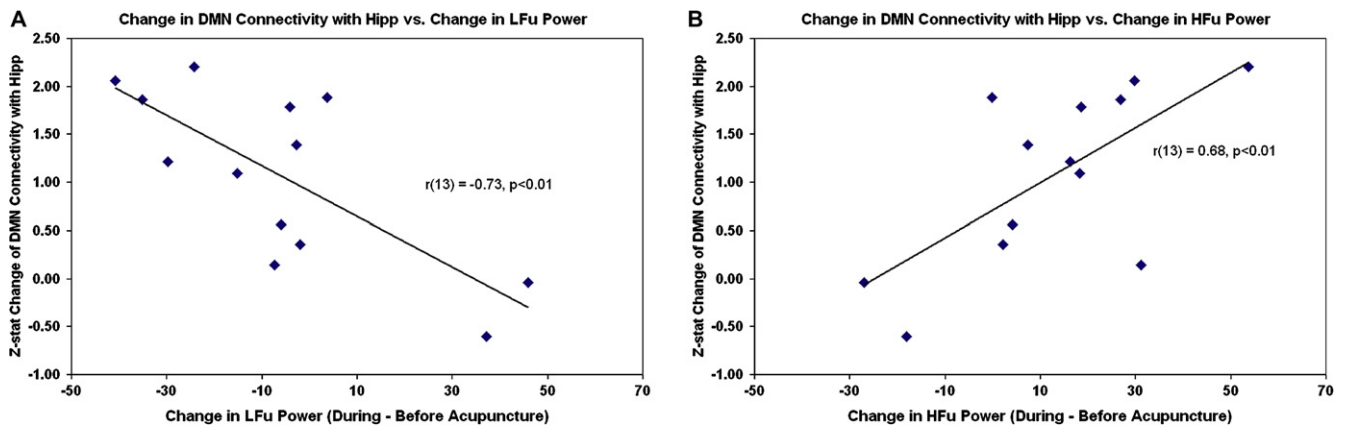 A
Change in DMN Connectivity with Hipp vs. Change in LFu Power
Z-stat Change of DMN Connectivity with Hipp
2.50
2.00
1.50
1.00
0.50
0.00
-0.50
-1.00
r(13) = -0.73, p<0.01
-50 -30 -10 10 30 50 70
Change in LFu Power (During - Before Acupuncture)
B
Change in DMN Connectivity with Hipp vs. Change in HFu Power
Z-stat Change of DMN Connectivity with Hipp
2.50
2.00
1.50
1.00
0.50
0.00
-0.50
-1.00
r(13) = 0.68, p<0.01
-50 -30 -10 10 30 50 70
Change in HFu Power (During - Before Acupuncture)